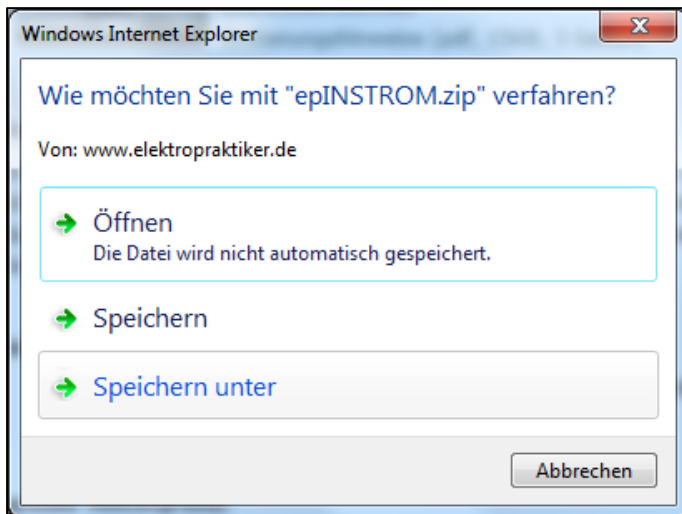 Windows Internet Explorer
Wie möchten Sie mit "epINSTROM.zip" verfahren?
Von: www.elektropraktiker.de
Öffnen
Die Datei wird nicht automatisch gespeichert.
Speichern
Speichern unter
Abbrechen